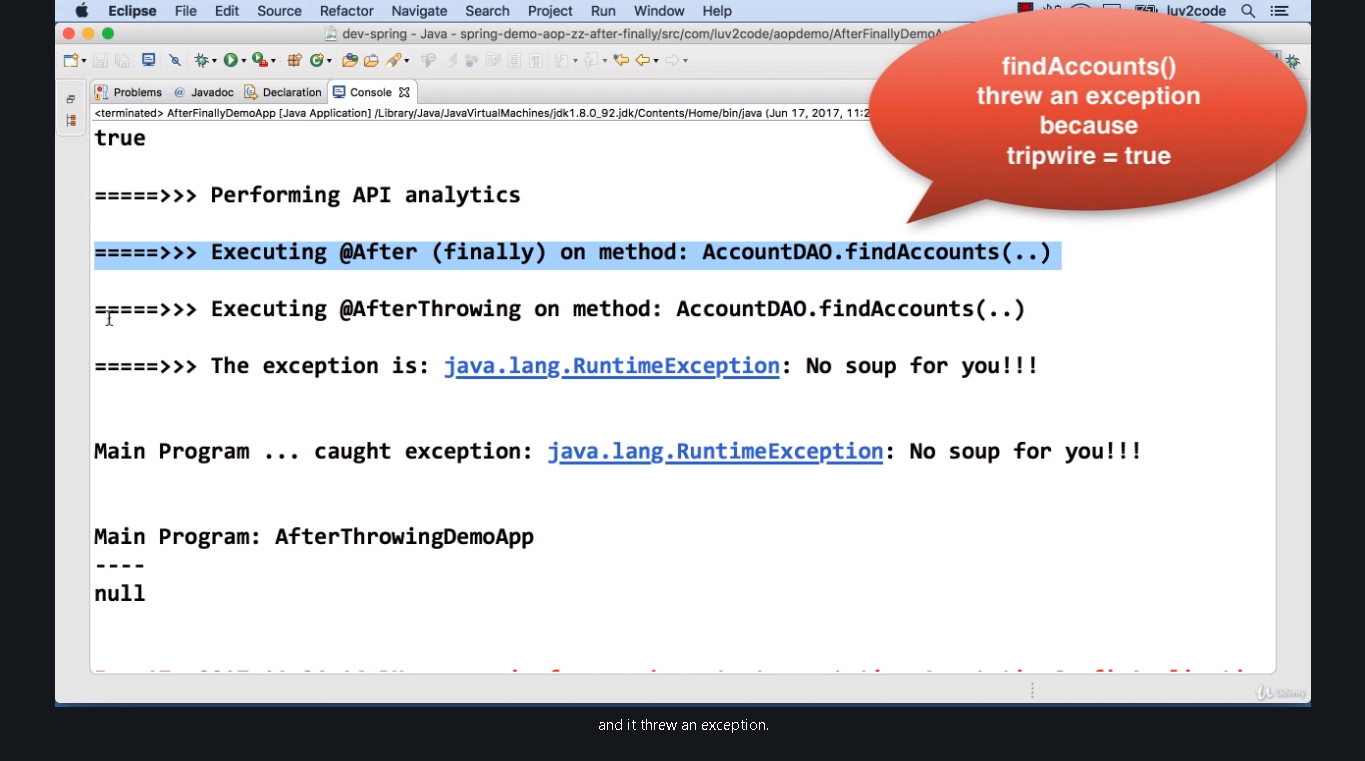 Eclipse File Edit Source Refactor Navigate Search Project Run Window Help luv2code
dev-spring - Java - spring-demo-aop-zz-after-finally/src/com/luv2code/aopdemo/AfterFinallyDemoA
findAccounts()
threw an exception
because
tripwire = true
Problems @ Javadoc Declaration Console
<terminated> AfterFinallyDemoApp [Java Application] /Library/Java/JavaVirtualMachines/jdk1.8.0_92.jdk/Contents/Home/bin/java (Jun 17, 2017, 11:2
true
=====>>> Performing API analytics
=====>>> Executing @After (finally) on method: AccountDAO.findAccounts(..)
=====>>> Executing @AfterThrowing on method: AccountDAO.findAccounts(..)
=====>>> The exception is: java.lang.RuntimeException: No soup for you!!!
Main Program ... caught exception: java.lang.RuntimeException: No soup for you!!!
Main Program: AfterThrowingDemoApp
----
null
Udemy
and it threw an exception.